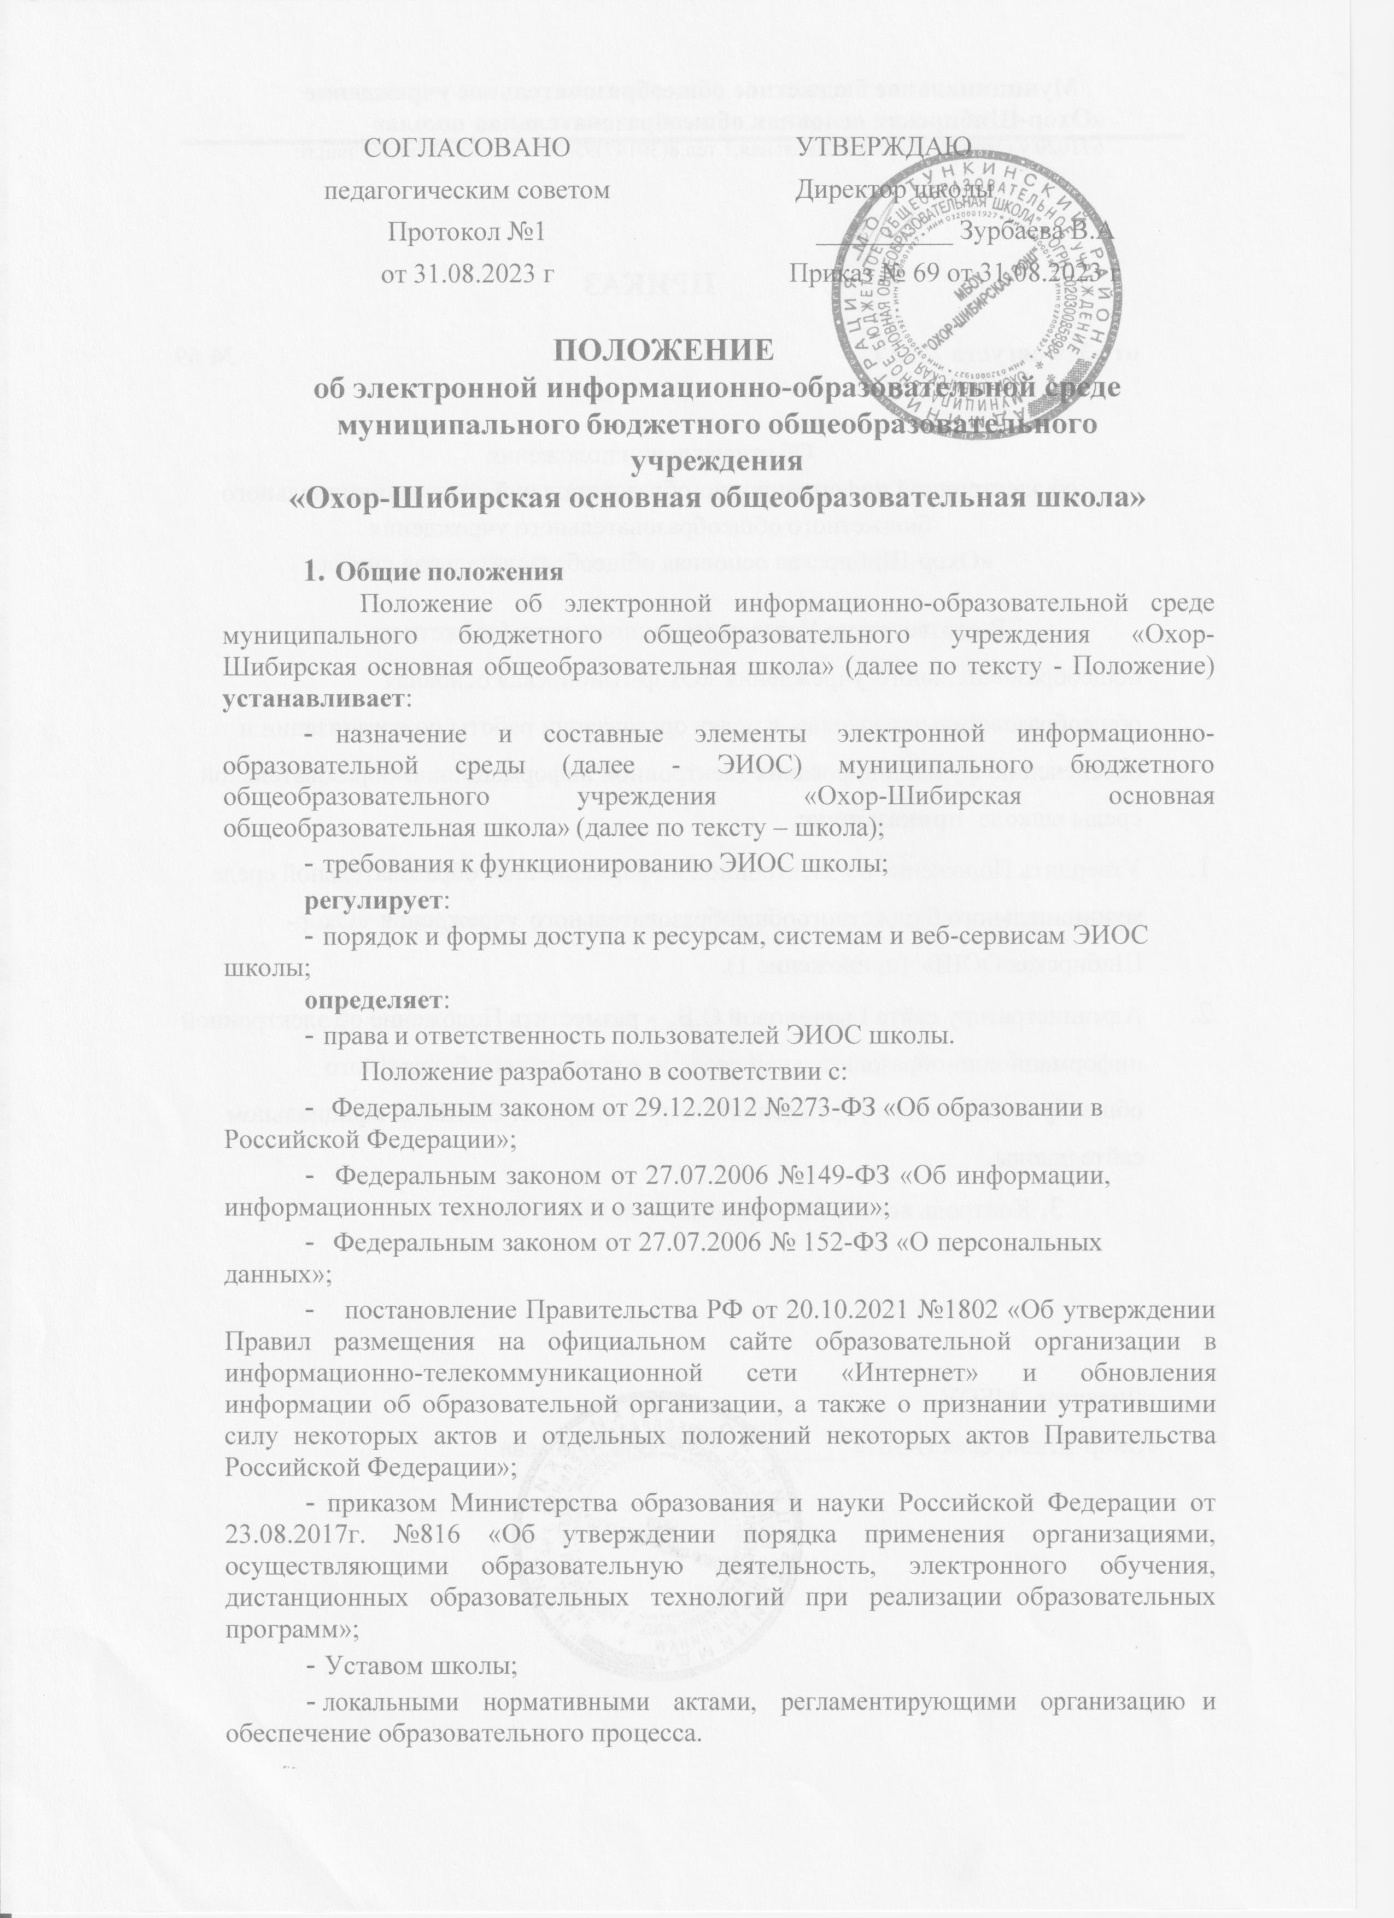 СОГЛАСОВАНО
педагогическим советом
Протокол №1
от 31.08.2023 г
УТВЕРЖДАЮ
Директор школы
__________ Зурбаева В.А
Приказ № 69 от 31.08.2023 г
МБОУ
"ОХОР-ШИБИРСКАЯ ООШ"
ПОЛОЖЕНИЕ
об электронной информационно-образовательной среде
муниципального бюджетного общеобразовательного
учреждения
«Охор-Шибирская основная общеобразовательная школа»
1. Общие положения
Положение об электронной информационно-образовательной среде
муниципального бюджетного общеобразовательного учреждения «Охор-
Шибирская основная общеобразовательная школа» (далее по тексту - Положение)
устанавливает:
- назначение и составные элементы электронной информационно-
образовательной среды (далее - ЭИОС) муниципального бюджетного
общеобразовательного учреждения «Охор-Шибирская основная
общеобразовательная школа» (далее по тексту – школа);
- требования к функционированию ЭИОС школы;
регулирует:
- порядок и формы доступа к ресурсам, системам и веб-сервисам ЭИОС
школы;
определяет:
- права и ответственность пользователей ЭИОС школы.
Положение разработано в соответствии с:
Федеральным законом от 29.12.2012 №273-ФЗ «Об образовании в
Российской Федерации»;
- Федеральным законом от 27.07.2006 №149-ФЗ «Об информации,
информационных технологиях и о защите информации»;
- Федеральным законом от 27.07.2006 № 152-ФЗ «О персональных
данных»;
- постановление Правительства РФ от 20.10.2021 №1802 «Об утверждении
Правил размещения на официальном сайте образовательной организации в
информационно-телекоммуникационной сети «Интернет» и обновления
информации об образовательной организации, а также о признании утратившими
силу некоторых актов и отдельных положений некоторых актов Правительства
Российской Федерации»;
- приказом Министерства образования и науки Российской Федерации от
23.08.2017г. №816 «Об утверждении порядка применения организациями,
осуществляющими образовательную деятельность, электронного обучения,
дистанционных образовательных технологий при реализации образовательных
программ»;
- Уставом школы;
- локальными нормативными актами, регламентирующими организацию и
обеспечение образовательного процесса.